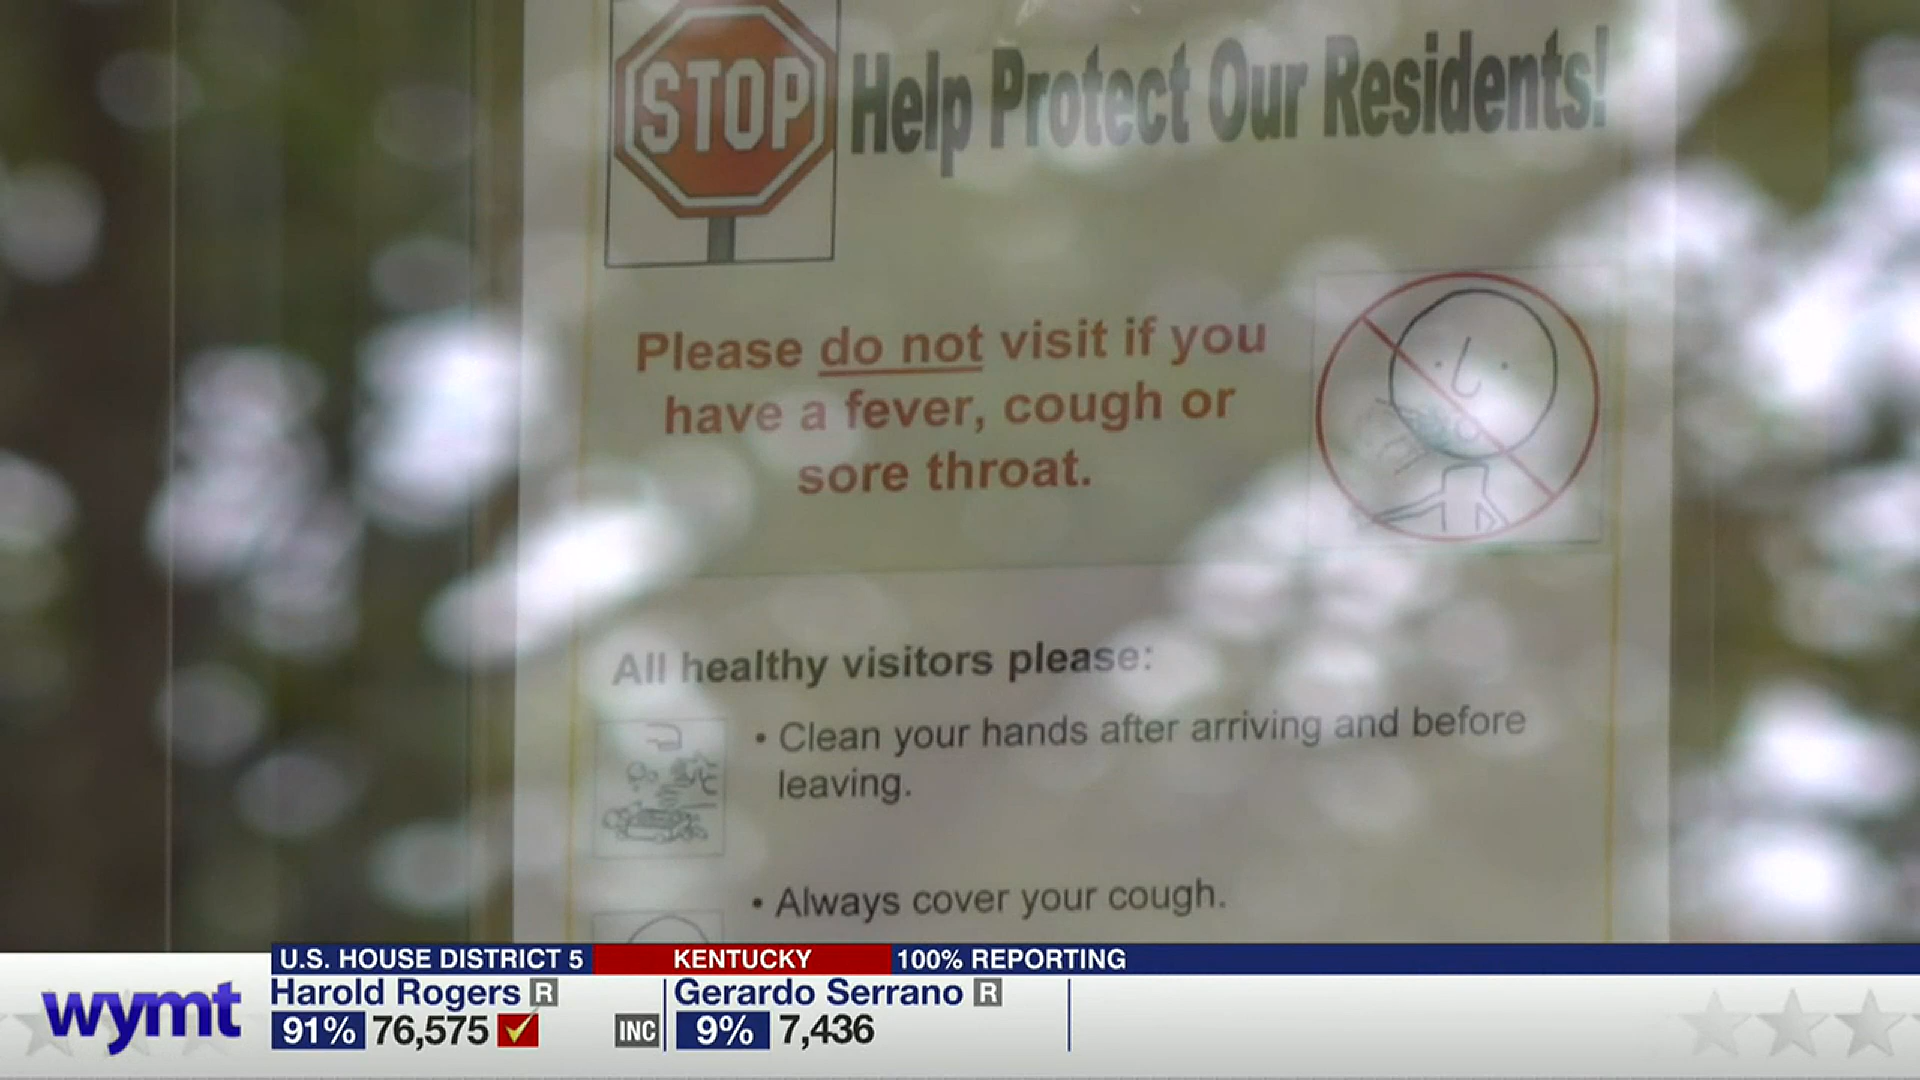 STOP
Help Protect Our Residents!
Please do not visit if you
have a fever, cough or
sore throat.
All healthy visitors please:
• Clean your hands after arriving and before
leaving.
• Always cover your cough.
U.S. HOUSE DISTRICT 5 KENTUCKY 100% REPORTING
wymt
Harold Rogers R
91% 76,575 INC
Gerardo Serrano R
9% 7,436